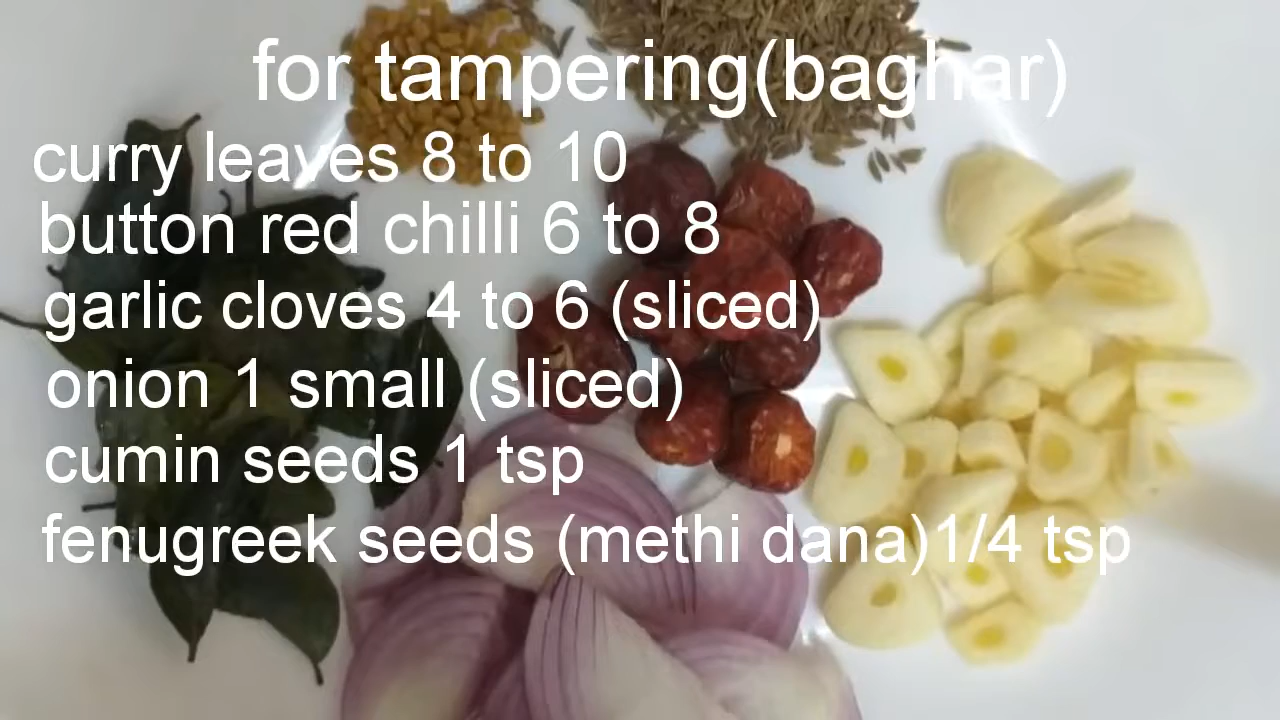 for tampering(baghar)
curry leaves 8 to 10
button red chilli 6 to 8
garlic cloves 4 to 6 (sliced)
onion 1 small (sliced)
cumin seeds 1 tsp
fenugreek seeds (methi dana)1/4 tsp